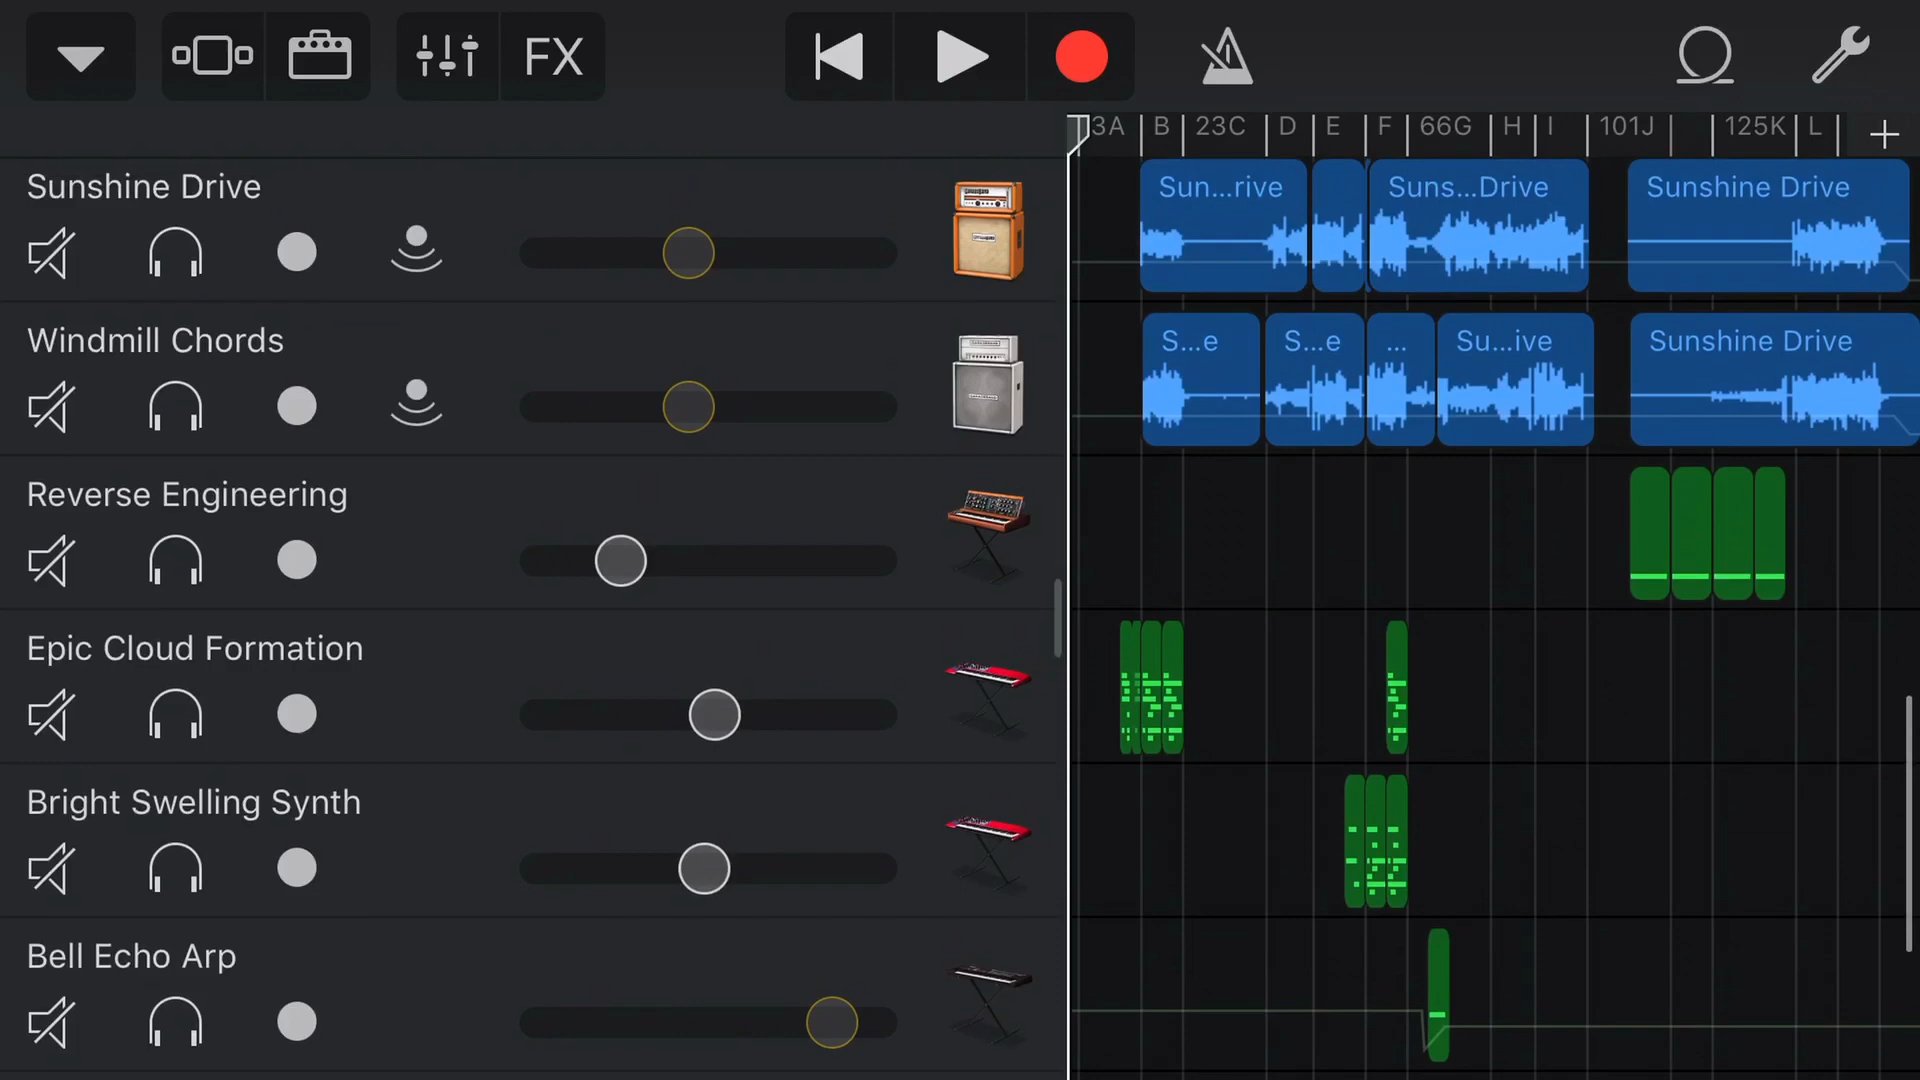 FX
3A B 23C D E F 66G H I 101J 125K L +
Sunshine Drive
Sun...rive Suns...Drive Sunshine Drive
Windmill Chords
S...e S...e ... Su...ive Sunshine Drive
Reverse Engineering
Epic Cloud Formation
Bright Swelling Synth
Bell Echo Arp